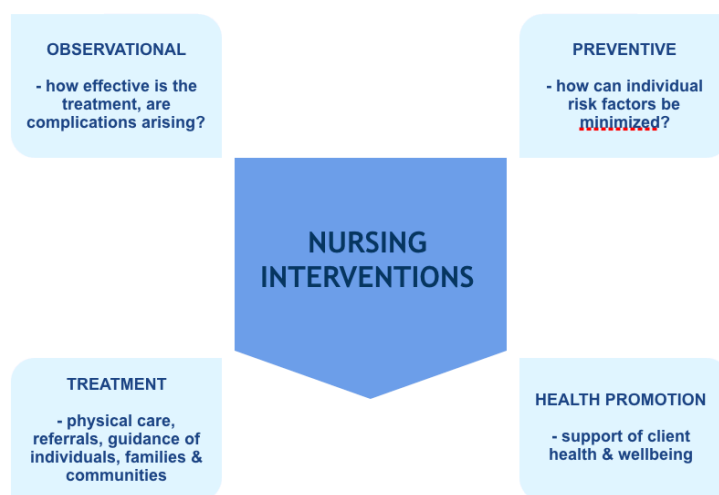 OBSERVATIONAL
- how effective is the
treatment, are
complications arising?
PREVENTIVE
- how can individual
risk factors be
minimized?
NURSING
INTERVENTIONS
TREATMENT
- physical care,
referrals, guidance of
individuals, families &
communities
HEALTH PROMOTION
- support of client
health & wellbeing